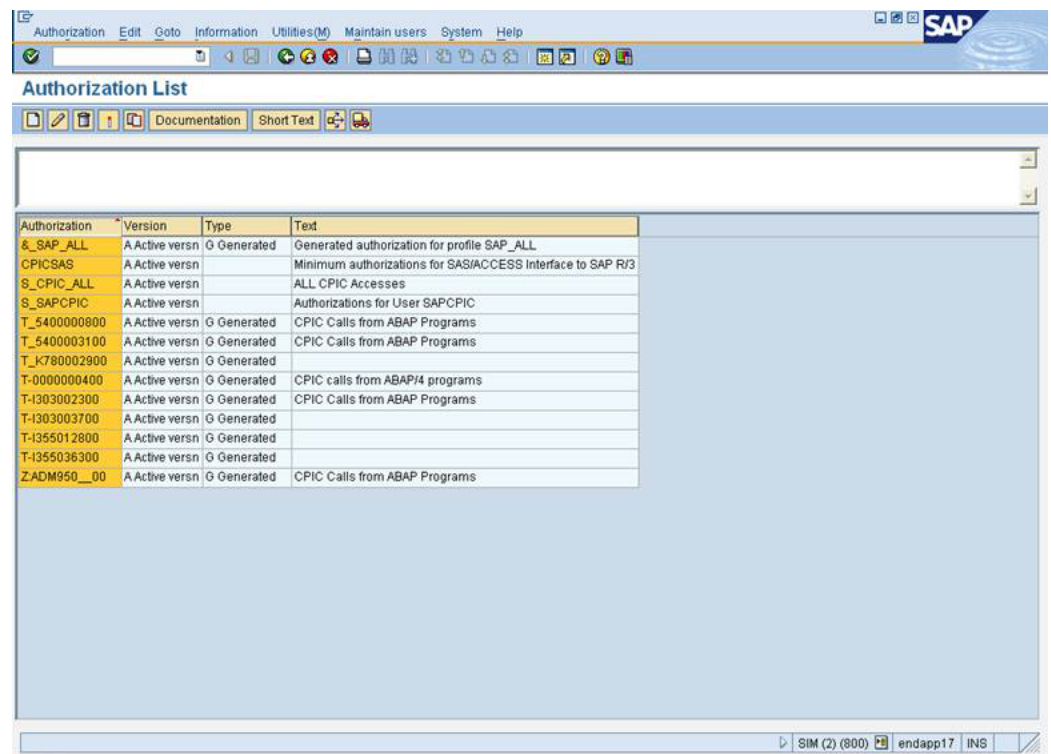 Authorization Edit Goto Information Utilities(M) Maintain users System Help
SAP
Authorization List
Documentation Short Text
Authorization Version Type Text
&_SAP_ALL A Active versn G Generated Generated authorization for profile SAP_ALL
CPICSAS A Active versn Minimum authorizations for SAS/ACCESS Interface to SAP R/3
S_CPIC_ALL A Active versn ALL CPIC Accesses
S_SAPCPIC A Active versn Authorizations for User SAPCPIC
T_5400000800 A Active versn G Generated CPIC Calls from ABAP Programs
T_5400003100 A Active versn G Generated CPIC Calls from ABAP Programs
T_K780002900 A Active versn G Generated
T-0000000400 A Active versn G Generated CPIC calls from ABAP/4 programs
T-I303002300 A Active versn G Generated CPIC Calls from ABAP Programs
T-I303003700 A Active versn G Generated
T-I355012800 A Active versn G Generated
T-I355036300 A Active versn G Generated
Z:ADM950__00 A Active versn G Generated CPIC Calls from ABAP Programs
SIM (2) (800) endapp17 INS